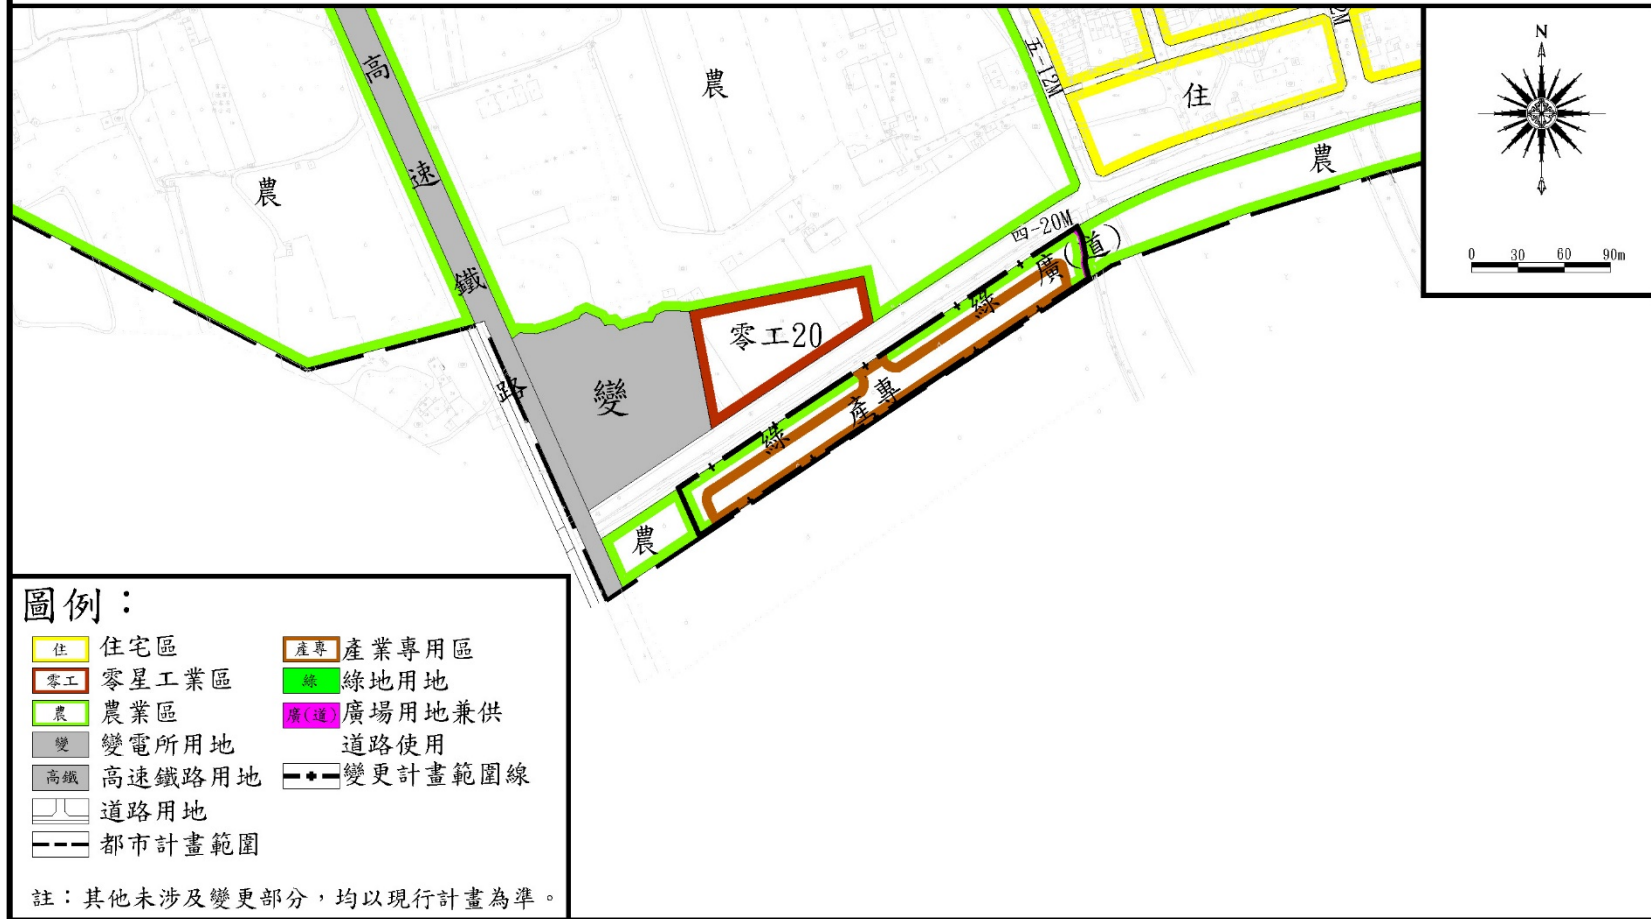 高
速
鐵
路
農
農
五-12M
住
農
四-20M
廣(道)
綠
零工20
變
產專
綠
農
N
0 30 60 90m
圖例：
住 住宅區
零工 零星工業區
農 農業區
變 變電所用地
高鐵 高速鐵路用地
道路用地
都市計畫範圍
產專 產業專用區
綠 綠地用地
廣(道) 廣場用地兼供
道路使用
變更計畫範圍線
註：其他未涉及變更部分，均以現行計畫為準。